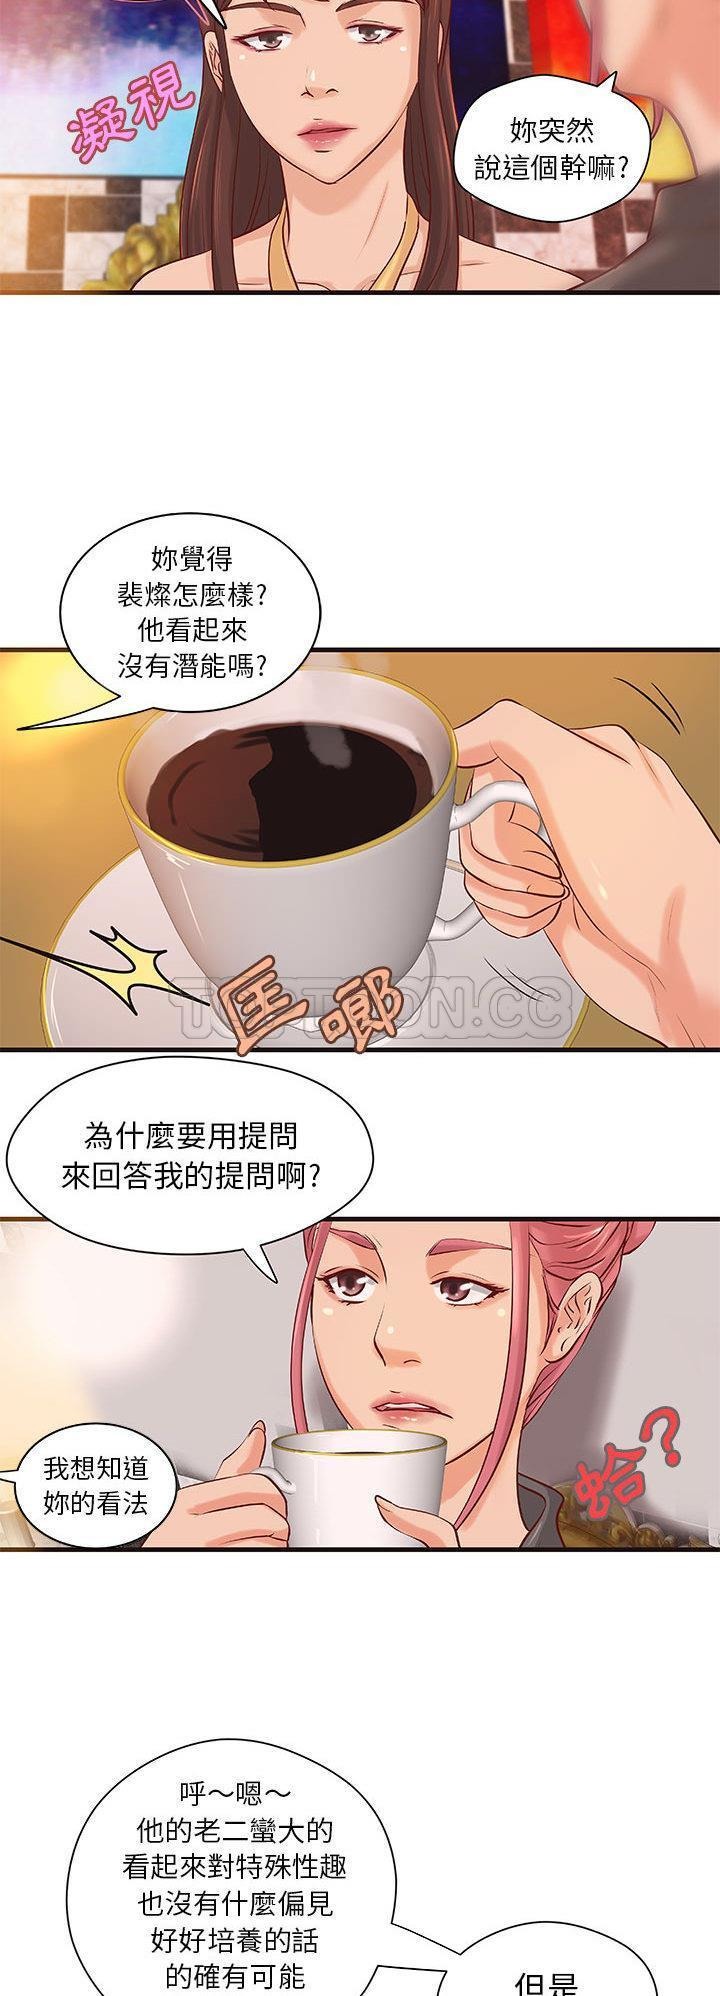 凝視
妳突然
說這個幹嘛?
妳覺得
裴燦怎麼樣?
他看起來
沒有潛能嗎?
匡啷
TOPTOON.CC
為什麼要用提問
來回答我的提問啊?
我想知道
妳的看法
蛤?
呼～嗯～
他的老二蠻大的
看起來對特殊性趣
也沒有什麼偏見
好好培養的話
的確有可能
但是